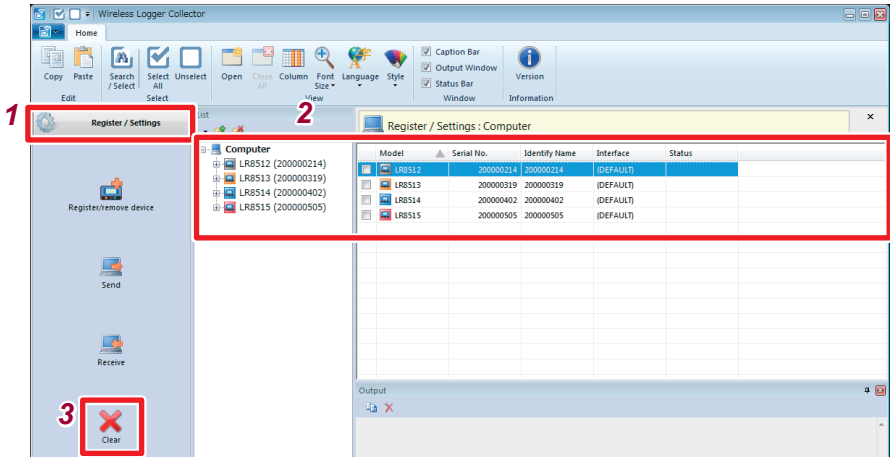 Wireless Logger Collector
Home
Copy Paste Search / Select Select All Unselect Open Close All Column Font Size Language Style
Caption Bar
Output Window
Status Bar
Version
Edit Select View Window Information
1
Register / Settings
List
2
Register / Settings : Computer
Computer
LR8512 (200000214)
LR8513 (200000319)
LR8514 (200000402)
LR8515 (200000505)
Model Serial No. Identify Name Interface Status
LR8512 200000214 200000214 (DEFAULT)
LR8513 200000319 200000319 (DEFAULT)
LR8514 200000402 200000402 (DEFAULT)
LR8515 200000505 200000505 (DEFAULT)
Register/remove device
Send
Receive
Output
3
Clear